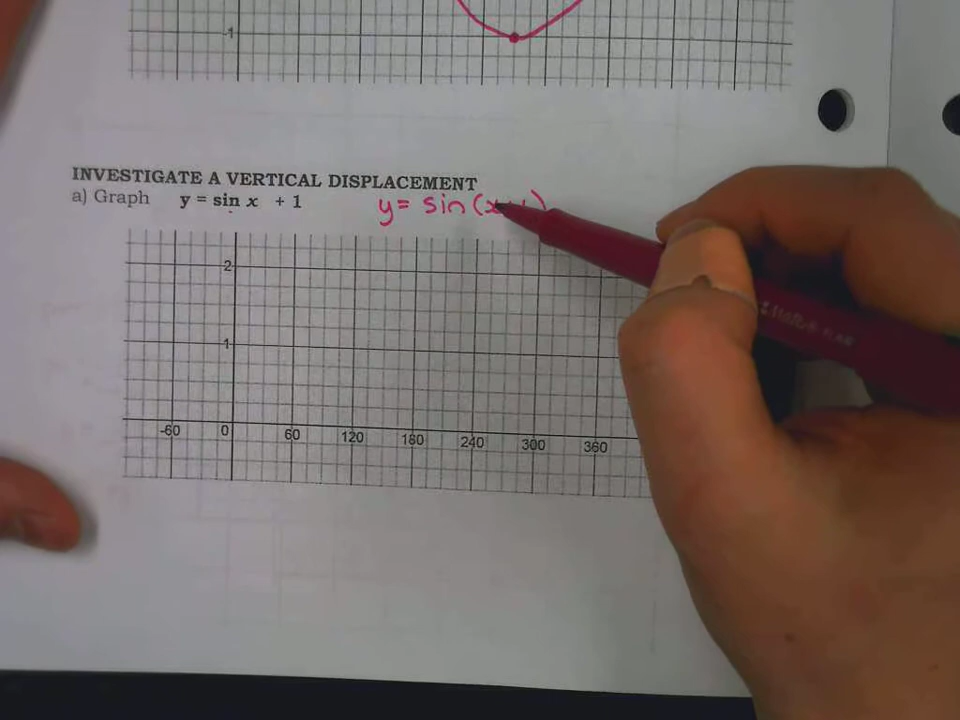 -1
INVESTIGATE A VERTICAL DISPLACEMENT
a) Graph y = sin x + 1 y = sin (x
2
1
-60 0 60 120 180 240 300 360